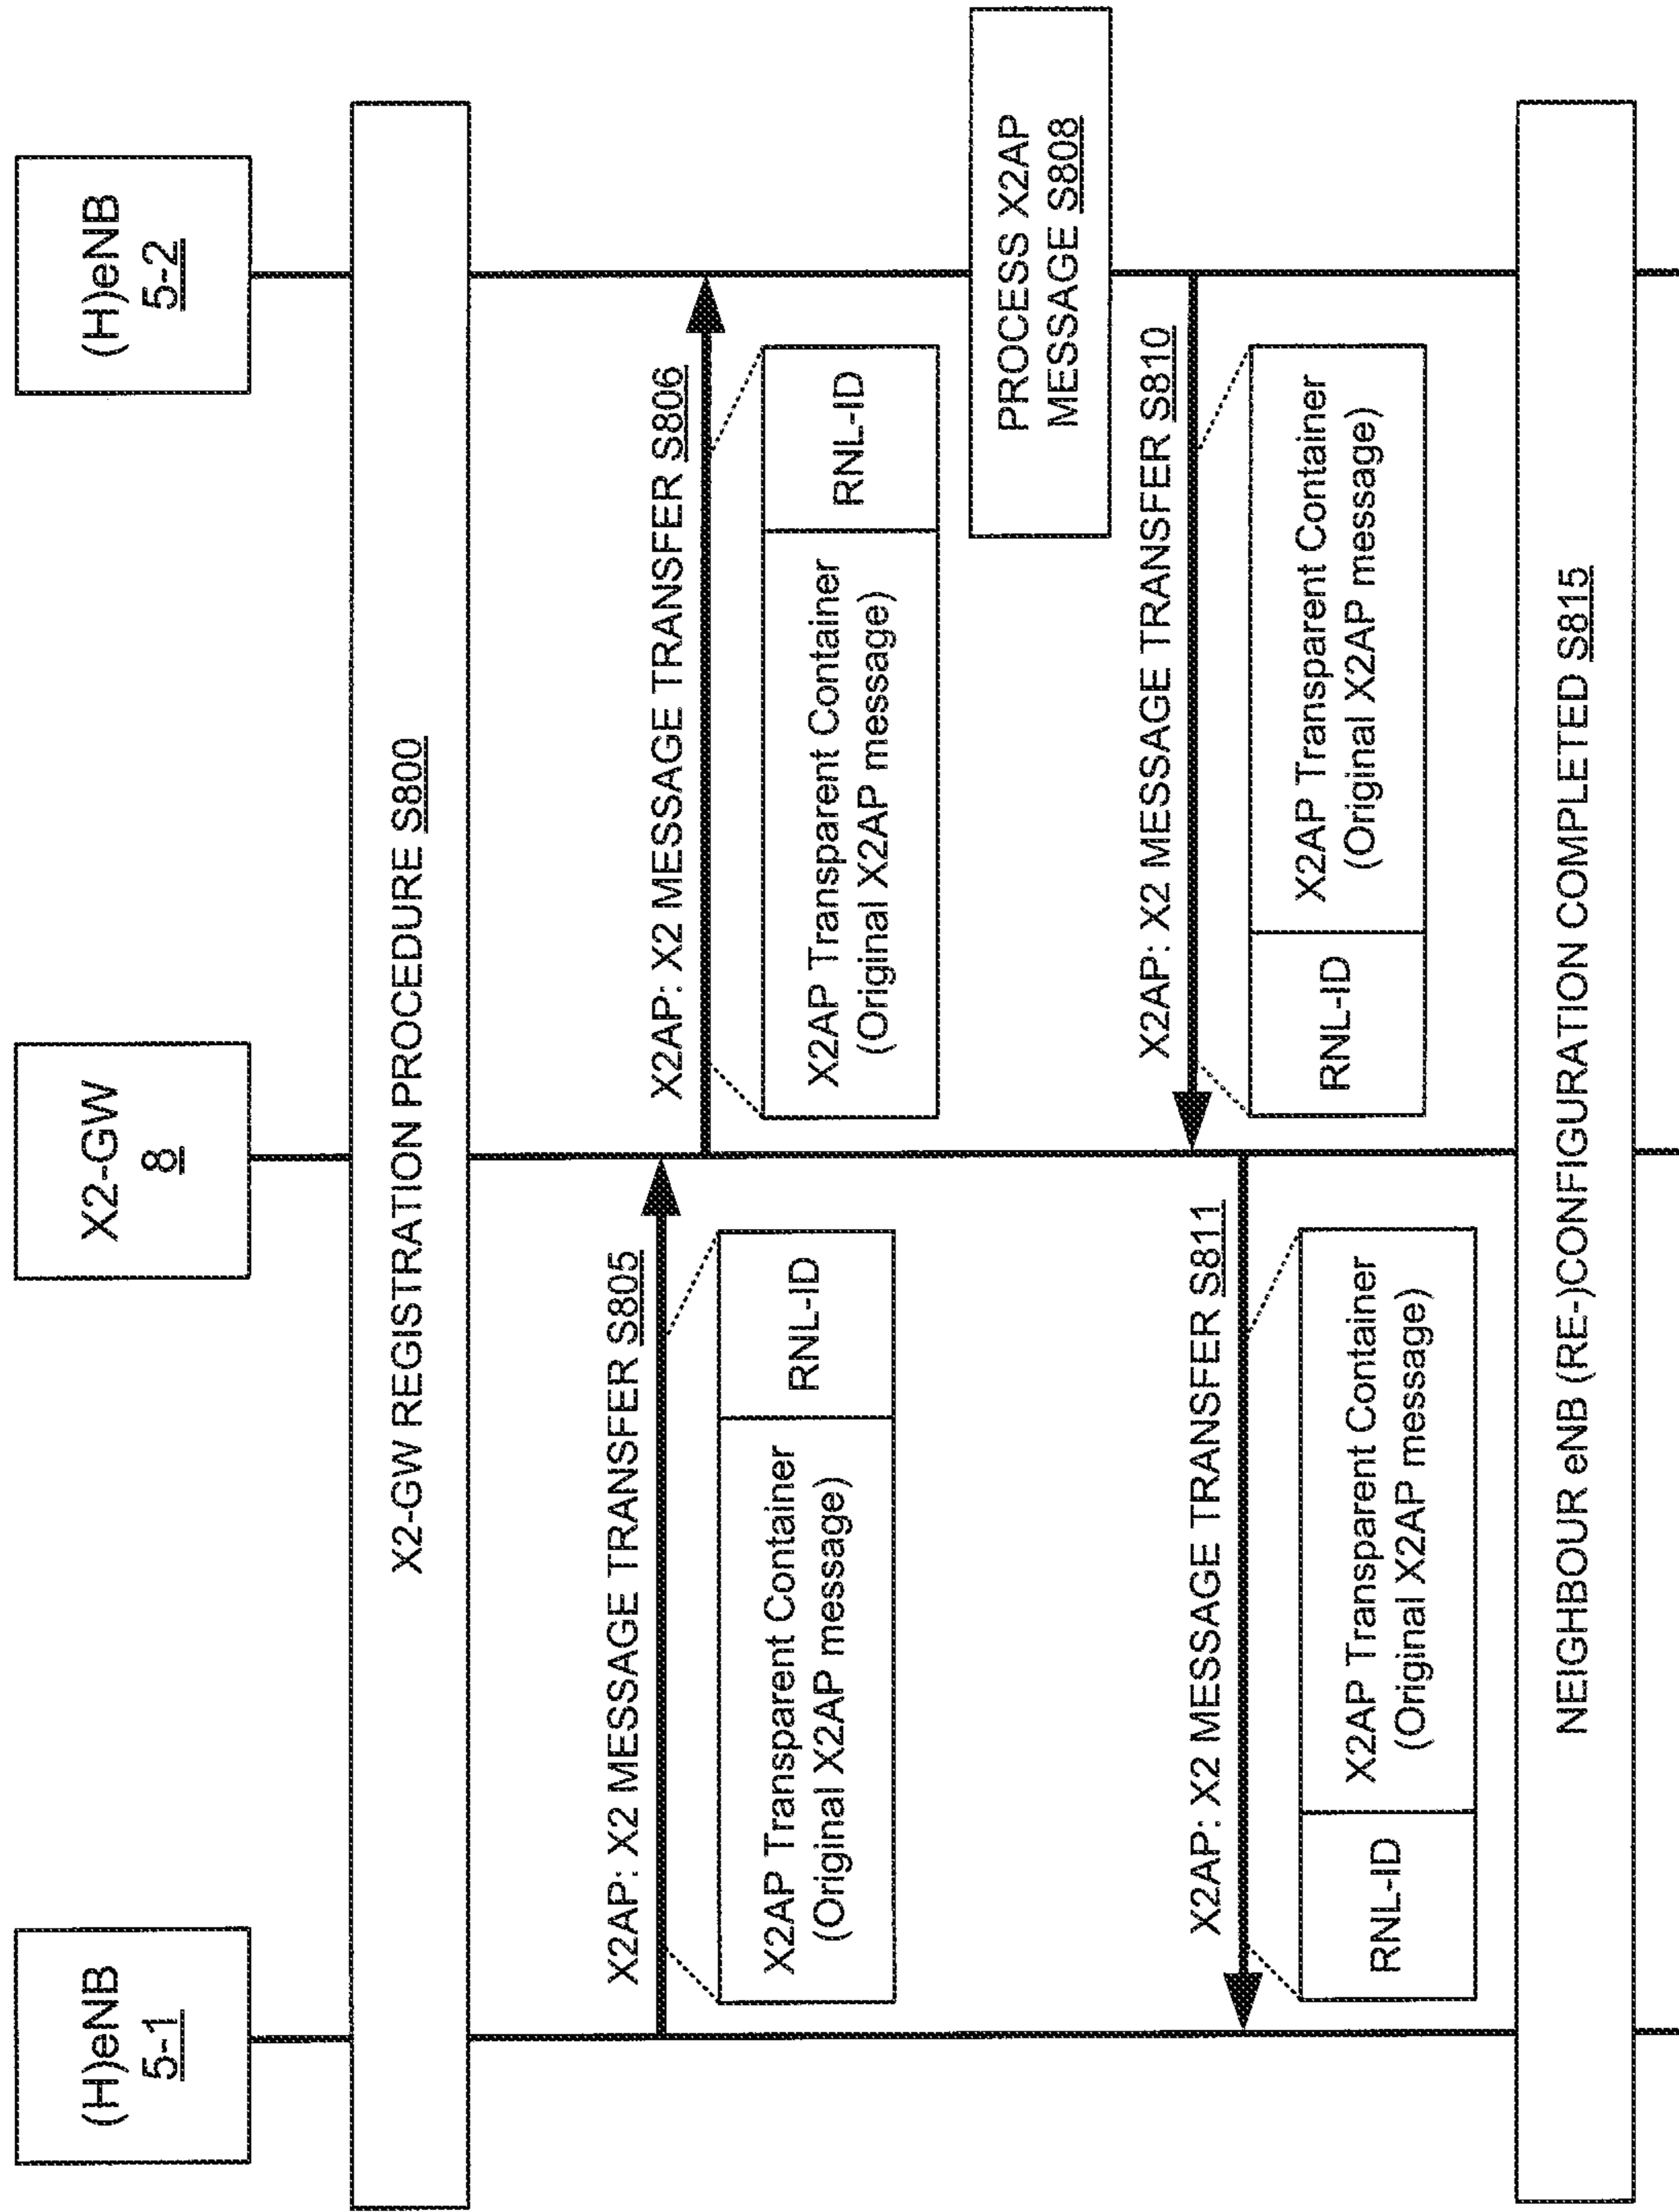 (H)eNB
5-1
X2-GW
8
(H)eNB
5-2
X2-GW REGISTRATION PROCEDURE S800
X2AP: X2 MESSAGE TRANSFER S805
X2AP Transparent Container
(Original X2AP message)
RNL-ID
X2AP: X2 MESSAGE TRANSFER S806
X2AP Transparent Container
(Original X2AP message)
RNL-ID
PROCESS X2AP
MESSAGE S808
X2AP: X2 MESSAGE TRANSFER S810
RNL-ID
X2AP Transparent Container
(Original X2AP message)
X2AP: X2 MESSAGE TRANSFER S811
RNL-ID
X2AP Transparent Container
(Original X2AP message)
NEIGHBOUR eNB (RE-)CONFIGURATION COMPLETED S815